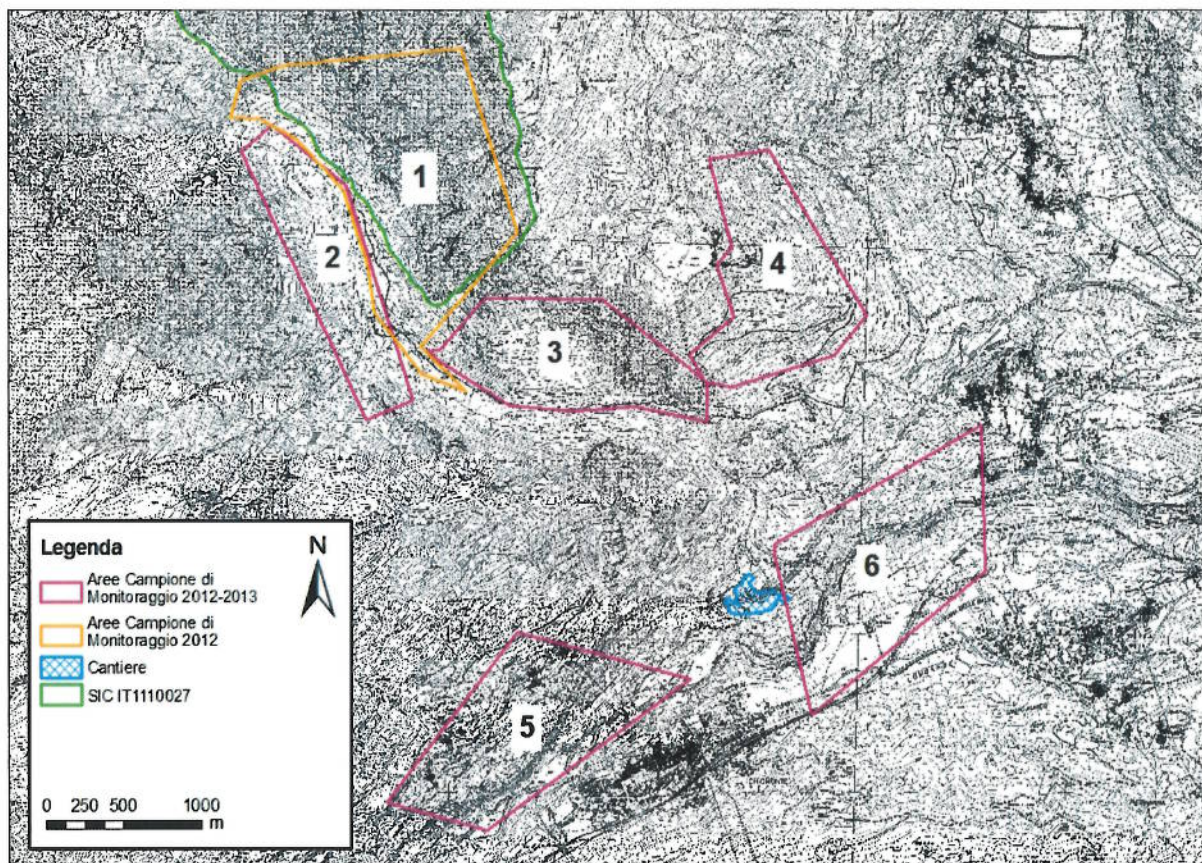 1
2
3
4
5
6
Legenda
N
Aree Campione di
Monitoraggio 2012-2013
Aree Campione di
Monitoraggio 2012
Cantiere
SIC IT1110027
0 250 500 1000
m